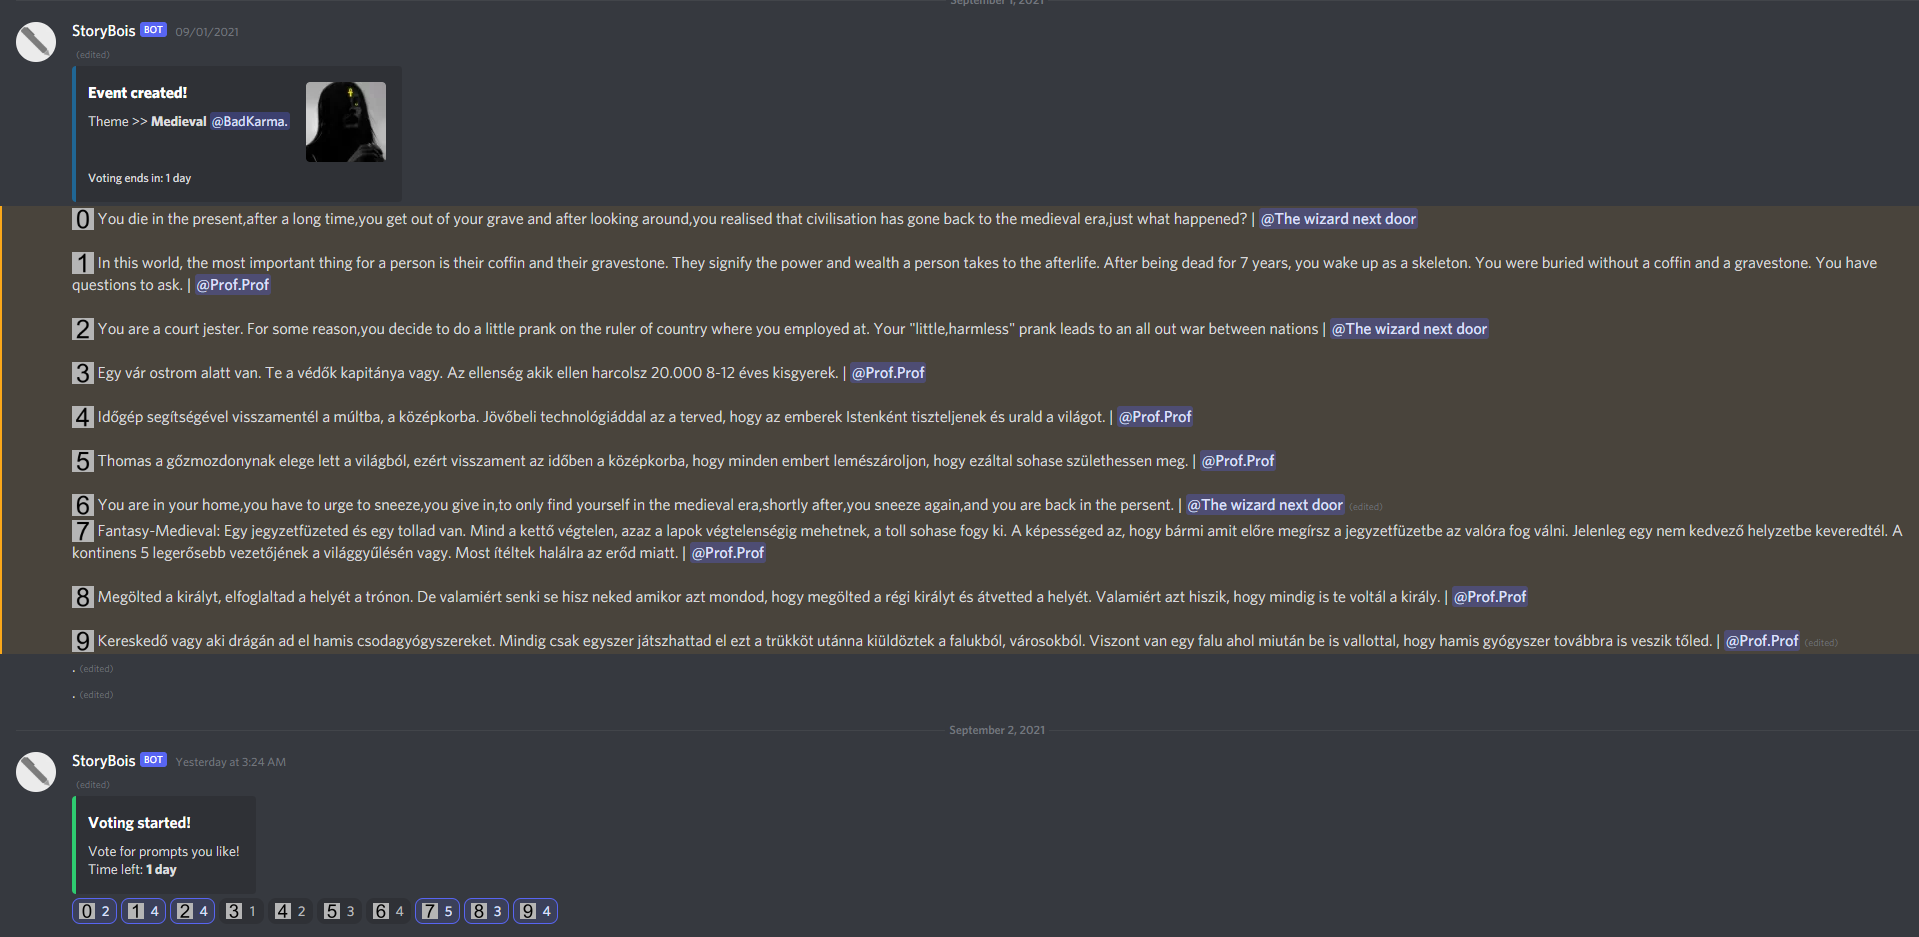 September 1, 2021
StoryBois BOT 09/01/2021
(edited)
Event created!
Theme >> Medieval @BadKarma.
Voting ends in: 1 day
0 You die in the present,after a long time,you get out of your grave and after looking around,you realised that civilisation has gone back to the medieval era,just what happened? | @The wizard next door
1 In this world, the most important thing for a person is their coffin and their gravestone. They signify the power and wealth a person takes to the afterlife. After being dead for 7 years, you wake up as a skeleton. You were buried without a coffin and a gravestone. You have
questions to ask. | @Prof.Prof
2 You are a court jester. For some reason,you decide to do a little prank on the ruler of country where you employed at. Your "little,harmless" prank leads to an all out war between nations | @The wizard next door
3 Egy vár ostrom alatt van. Te a védők kapitánya vagy. Az ellenség akik ellen harcolsz 20.000 8-12 éves kisgyerek. | @Prof.Prof
4 Időgép segítségével visszamentél a múltba, a középkorba. Jövőbeli technológiáddal az a terved, hogy az emberek Istenként tiszteljenek és urald a világot. | @Prof.Prof
5 Thomas a gőzmozdonynak elege lett a világból, ezért visszament az időben a középkorba, hogy minden embert lemészároljon, hogy ezáltal sohase születhessen meg. | @Prof.Prof
6 You are in your home,you have to urge to sneeze,you give in,to only find yourself in the medieval era,shortly after,you sneeze again,and you are back in the persent. | @The wizard next door (edited)
7 Fantasy-Medieval: Egy jegyzetfüzeted és egy tollad van. Mind a kettő végtelen, azaz a lapok végtelenségig mehetnek, a toll sohase fogy ki. A képességed az, hogy bármi amit előre megírsz a jegyzetfüzetbe az valóra fog válni. Jelenleg egy nem kedvező helyzetbe keveredtél. A
kontinens 5 legerősebb vezetőjének a világgyűlésén vagy. Most ítéltek halálra az erőd miatt. | @Prof.Prof
8 Megölted a királyt, elfoglaltad a helyét a trónon. De valamiért senki se hisz neked amikor azt mondod, hogy megölted a régi királyt és átvetted a helyét. Valamiért azt hiszik, hogy mindig is te voltál a király. | @Prof.Prof
9 Kereskedő vagy aki drágán ad el hamis csodagyógyszereket. Mindig csak egyszer játszhattad el ezt a trükköt utánna kiüldöztek a falukból, városokból. Viszont van egy falu ahol miután be is vallottal, hogy hamis gyógyszer továbbra is veszik tőled. | @Prof.Prof (edited)
. (edited)
. (edited)
September 2, 2021
StoryBois BOT Yesterday at 3:24 AM
(edited)
Voting started!
Vote for prompts you like!
Time left: 1 day
0 2 1 4 2 4 3 1 4 2 5 3 6 4 7 5 8 3 9 4